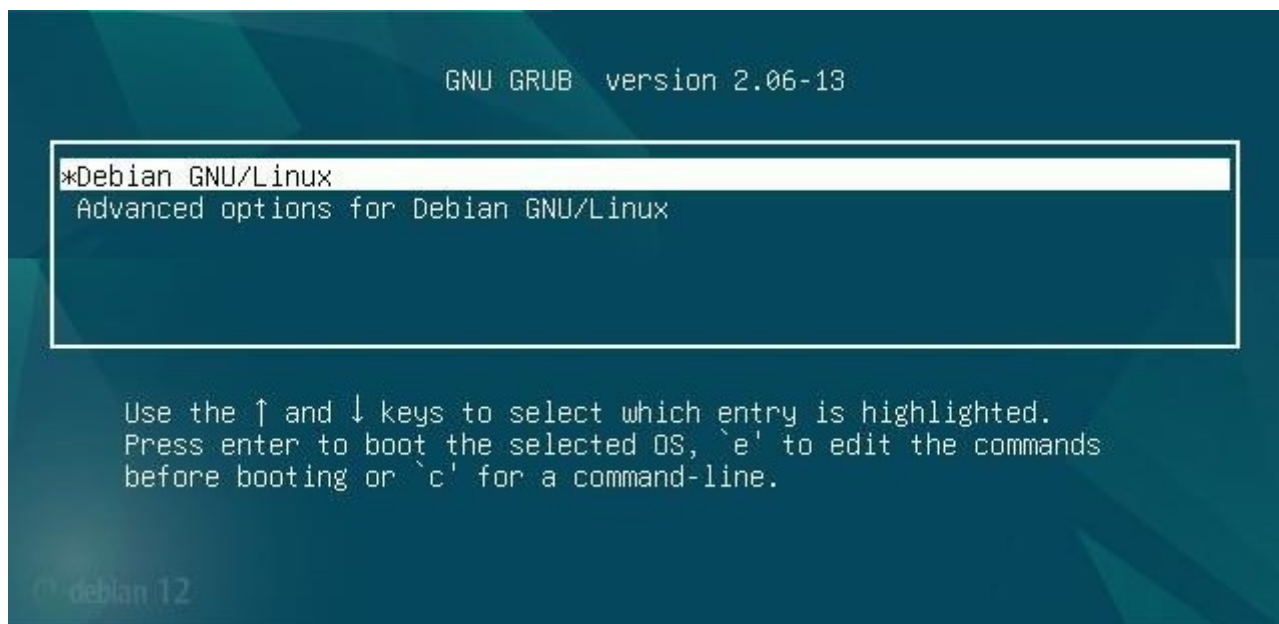 GNU GRUB version 2.06-13
*Debian GNU/Linux
Advanced options for Debian GNU/Linux
Use the ↑ and ↓ keys to select which entry is highlighted.
Press enter to boot the selected OS, `e' to edit the commands
before booting or `c' for a command-line.
debian 12